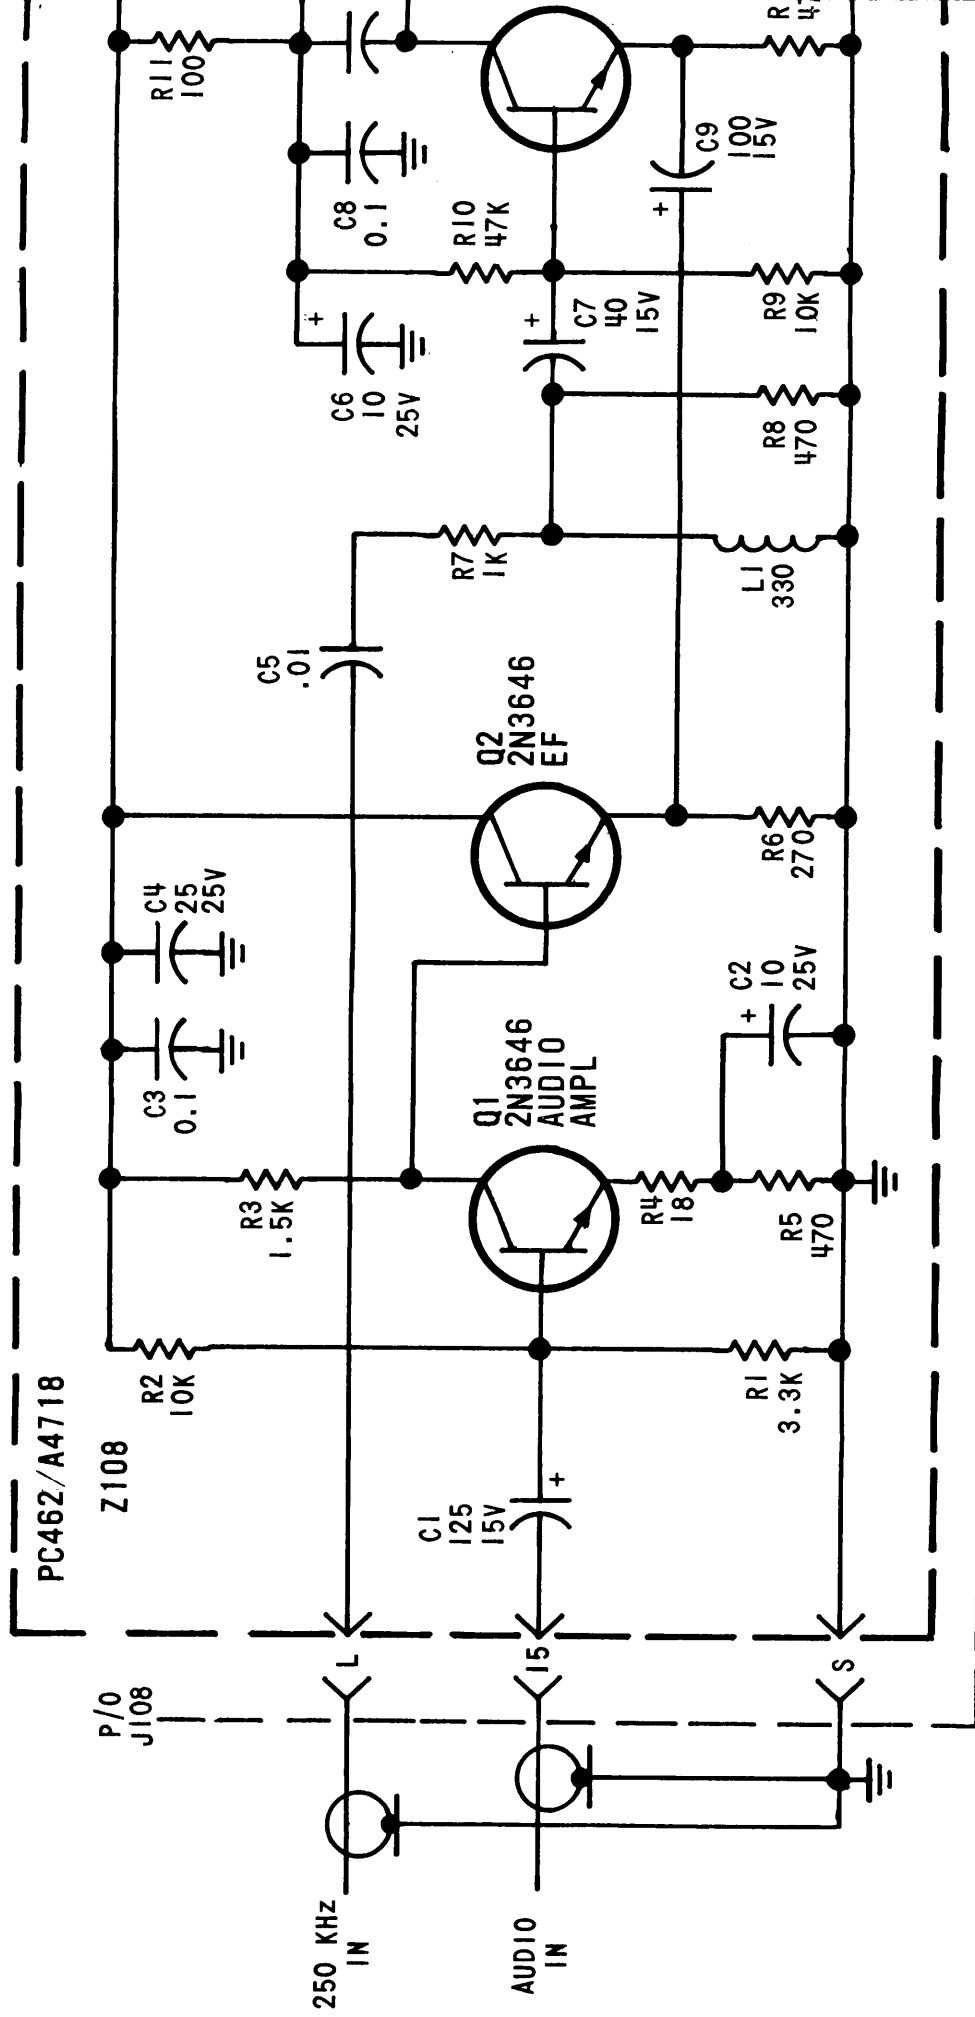 PC462/A4718
Z108
P/O
J108
250 KHz
IN
AUDIO
IN
L
15
S
C1
125
15V
+
R2
10K
R1
3.3K
R3
1.5K
Q1
2N3646
AUDIO
AMPL
R4
18
R5
470
C2
10
25V
+
C3
0.1
C4
25
25V
Q2
2N3646
EF
R6
270
C5
.01
R7
1K
L1
330
R8
470
C6
10
25V
+
C7
40
15V
+
R9
10K
R10
47K
C8
0.1
C9
100
15V
+
R11
100
R
47